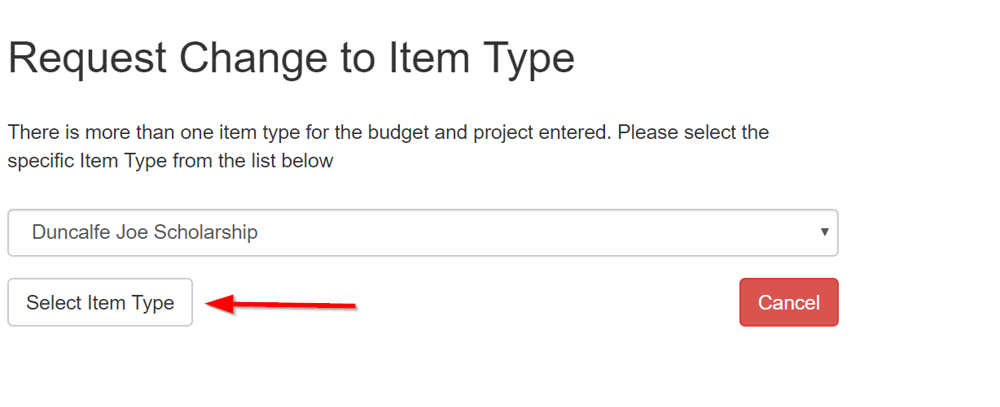 Request Change to Item Type
There is more than one item type for the budget and project entered. Please select the
specific Item Type from the list below
Duncalfe Joe Scholarship
Select Item Type
Cancel